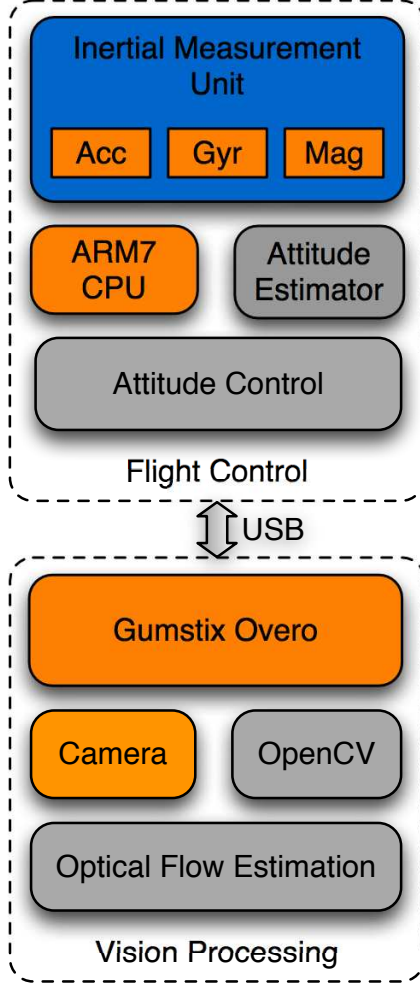 Inertial Measurement
Unit
Acc Gyr Mag
ARM7
CPU
Attitude
Estimator
Attitude Control
Flight Control
USB
Gumstix Overo
Camera
OpenCV
Optical Flow Estimation
Vision Processing